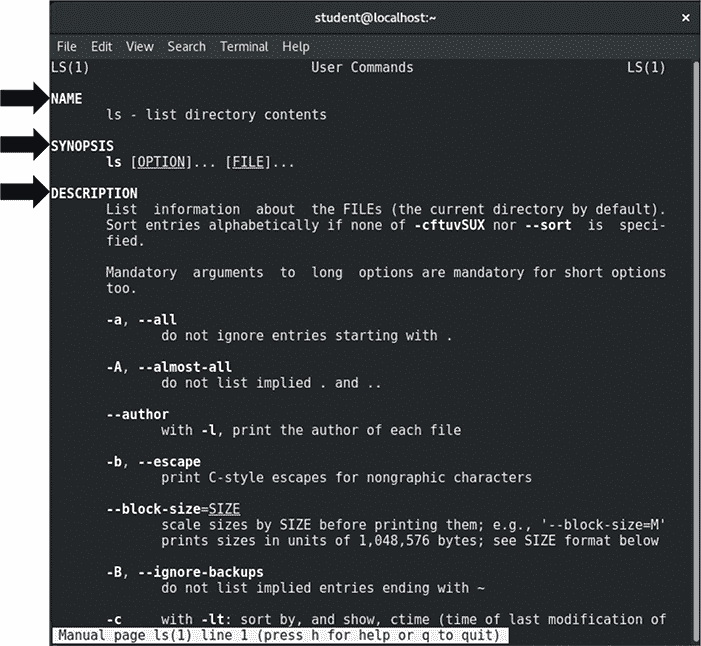 student@localhost:~ ×
File Edit View Search Terminal Help
LS(1) User Commands LS(1)
NAME
ls - list directory contents
SYNOPSIS
ls [OPTION]... [FILE]...
DESCRIPTION
List information about the FILEs (the current directory by default).
Sort entries alphabetically if none of -cftuvSUX nor --sort is speci-
fied.
Mandatory arguments to long options are mandatory for short options
too.
-a, --all
do not ignore entries starting with .
-A, --almost-all
do not list implied . and ..
--author
with -l, print the author of each file
-b, --escape
print C-style escapes for nongraphic characters
--block-size=SIZE
scale sizes by SIZE before printing them; e.g., '--block-size=M'
prints sizes in units of 1,048,576 bytes; see SIZE format below
-B, --ignore-backups
do not list implied entries ending with ~
-c with -lt: sort by, and show, ctime (time of last modification of
Manual page ls(1) line 1 (press h for help or q to quit)